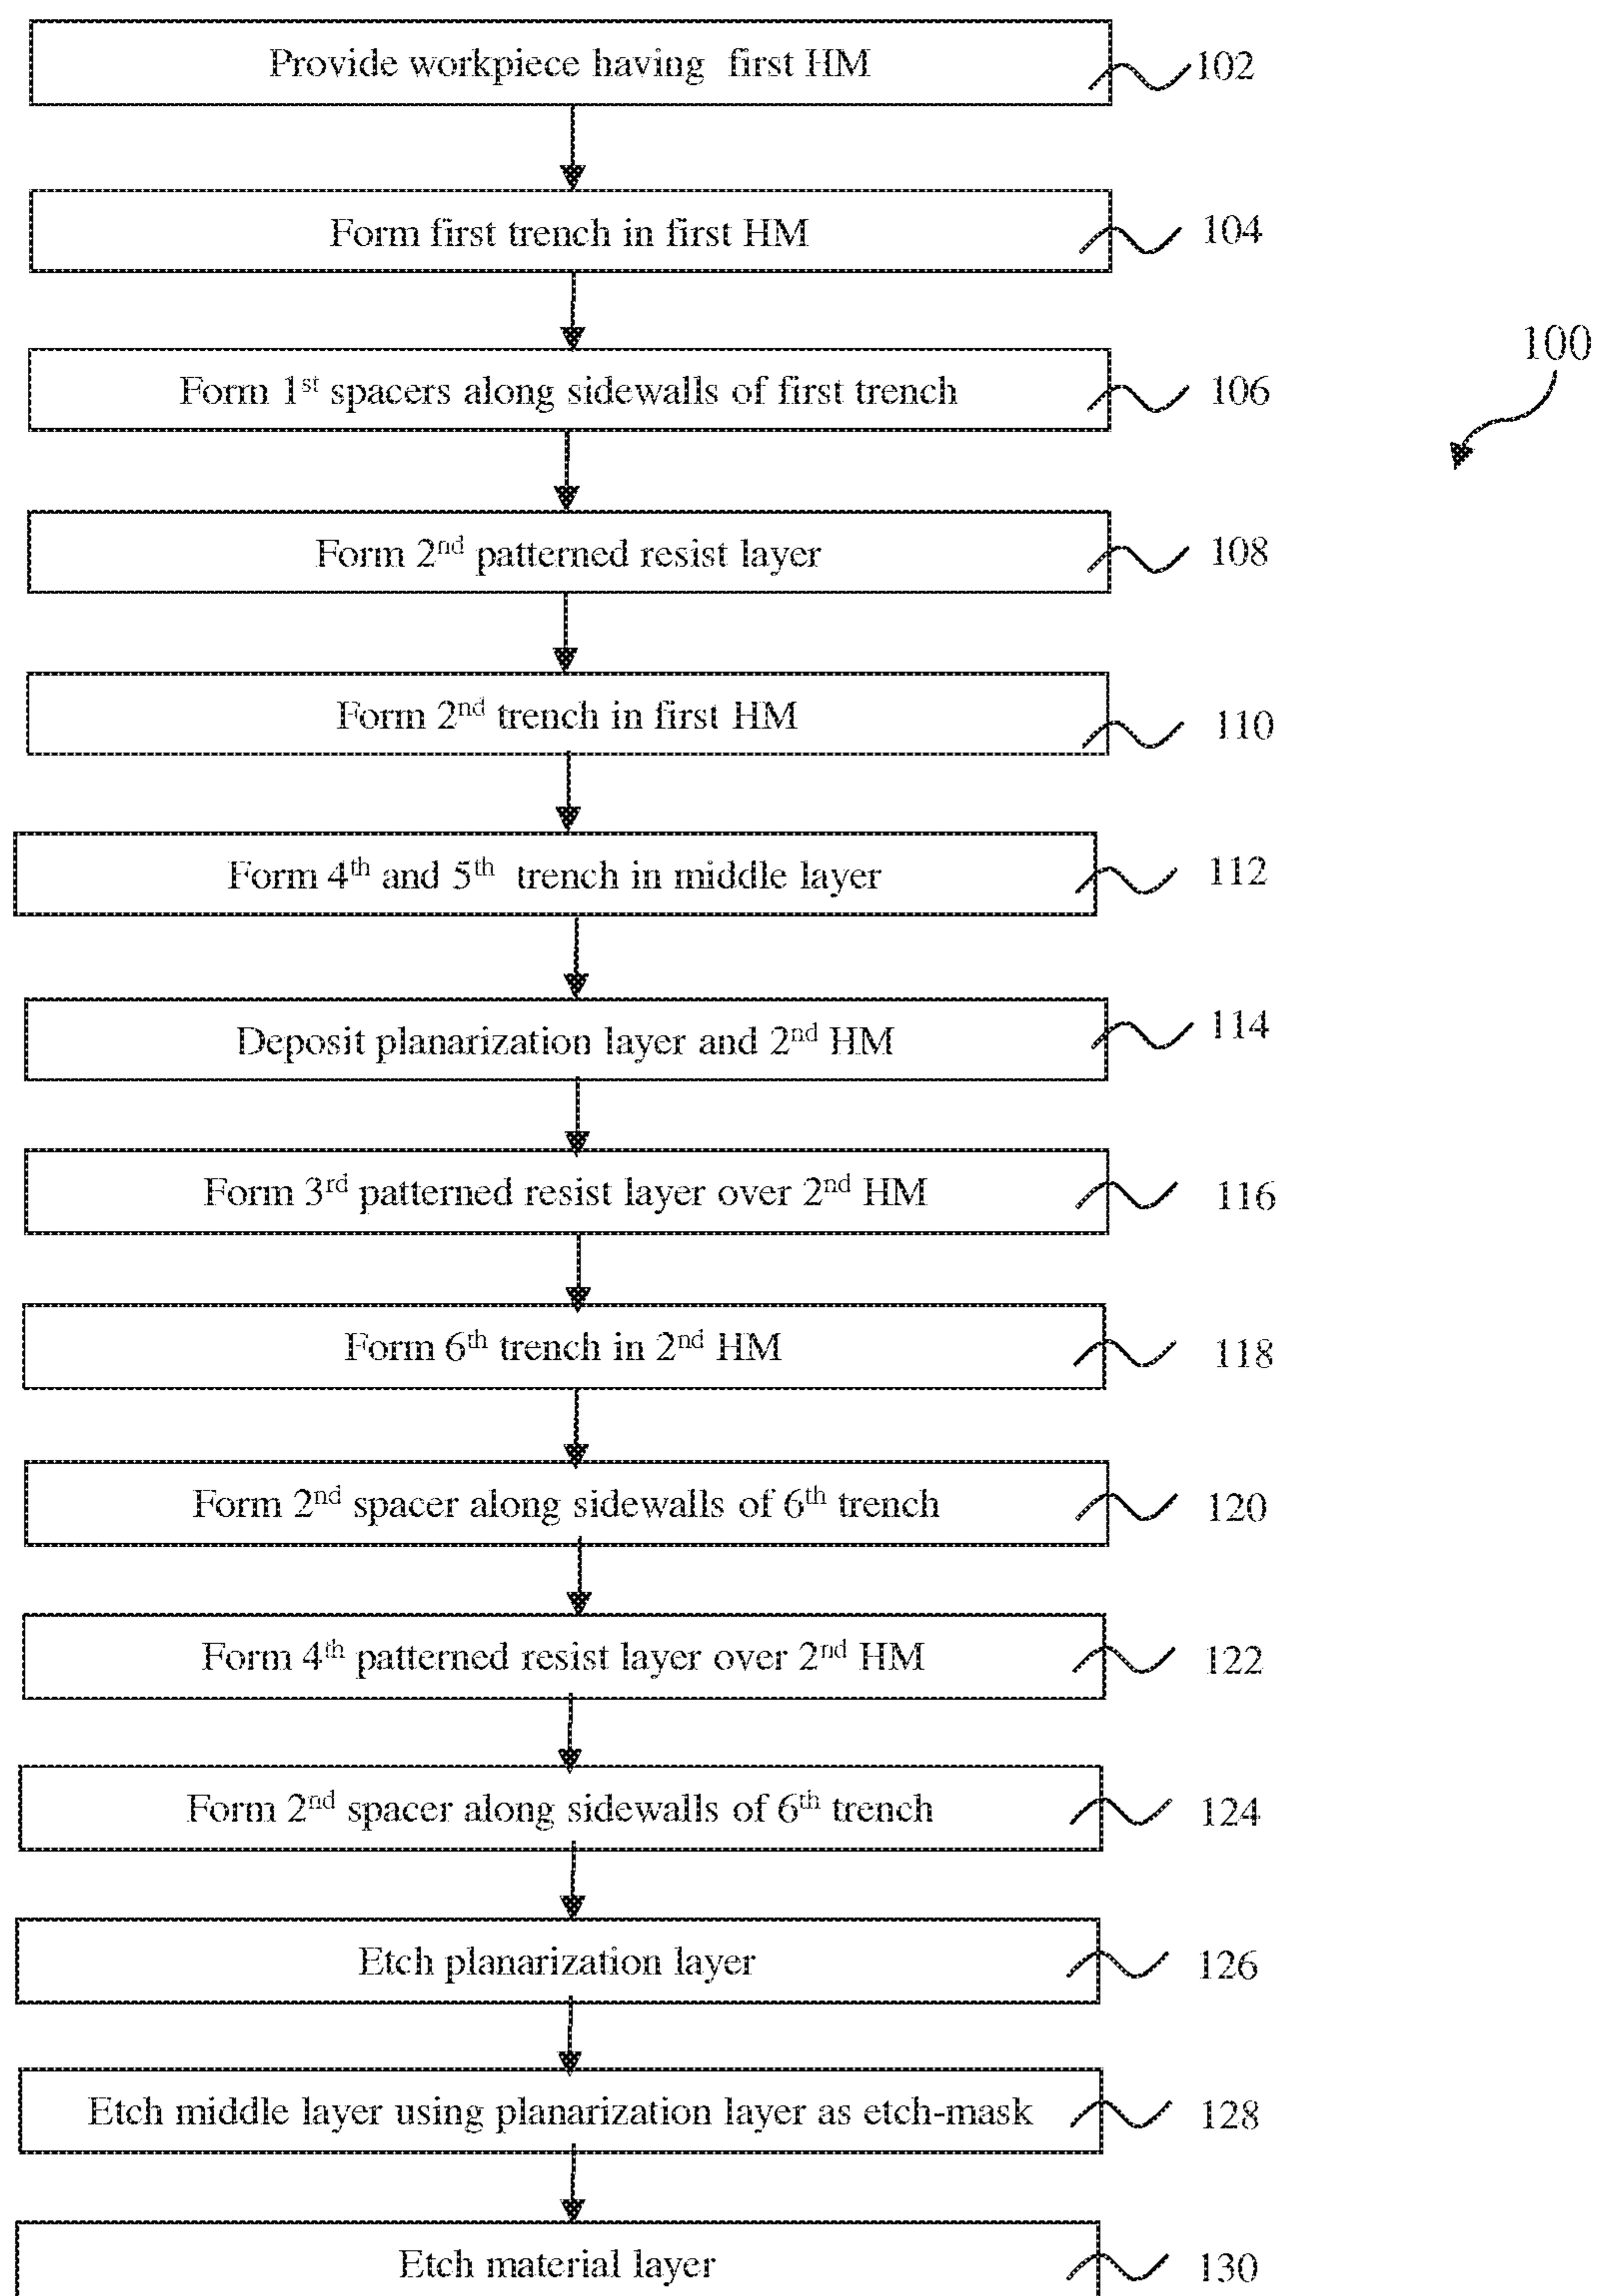 Provide workpiece having first HM 102
Form first trench in first HM 104
100
Form 1st spacers along sidewalls of first trench 106
Form 2nd patterned resist layer 108
Form 2nd trench in first HM 110
Form 4th and 5th trench in middle layer 112
Deposit planarization layer and 2nd HM 114
Form 3rd patterned resist layer over 2nd HM 116
Form 6th trench in 2nd HM 118
Form 2nd spacer along sidewalls of 6th trench 120
Form 4th patterned resist layer over 2nd HM 122
Form 2nd spacer along sidewalls of 6th trench 124
Etch planarization layer 126
Etch middle layer using planarization layer as etch-mask 128
Etch material layer 130